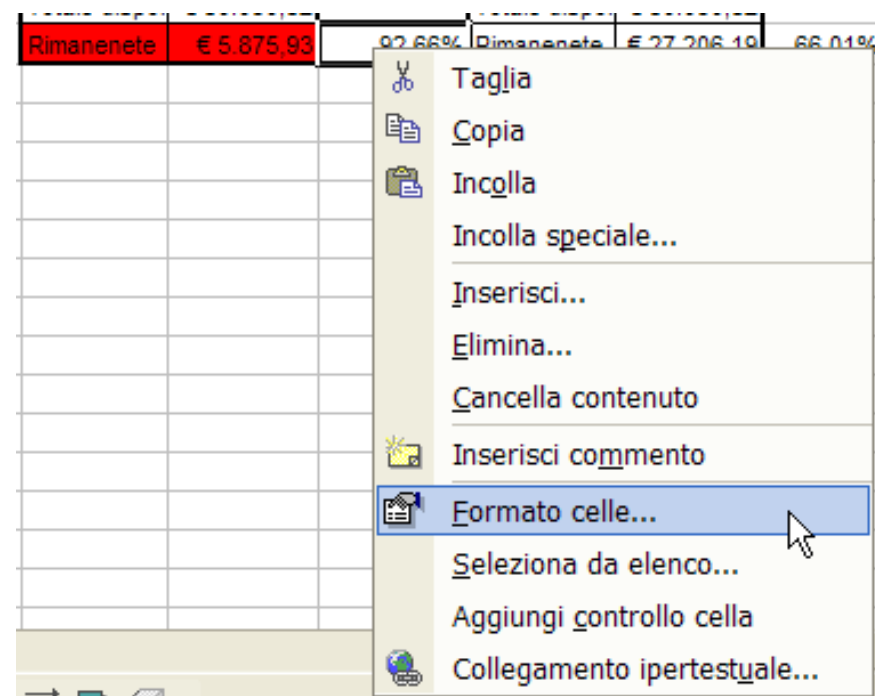 Rimanenete € 5.875,93 92,66% Rimanenete € 27.206,19 66,01%
Taglia
Copia
Incolla
Incolla speciale...
Inserisci...
Elimina...
Cancella contenuto
Inserisci commento
Formato celle...
Seleziona da elenco...
Aggiungi controllo cella
Collegamento ipertestuale...